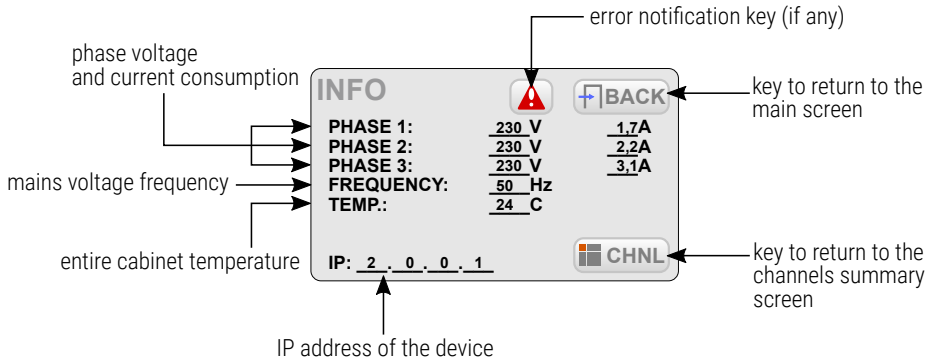 error notification key (if any)
phase voltage
and current consumption
INFO
BACK
key to return to the
main screen
PHASE 1: 230 V 1,7A
PHASE 2: 230 V 2,2A
PHASE 3: 230 V 3,1A
mains voltage frequency
FREQUENCY: 50 Hz
TEMP.: 24 C
entire cabinet temperature
IP: 2 . 0 . 0 . 1
CHNL
key to return to the
channels summary
screen
IP address of the device